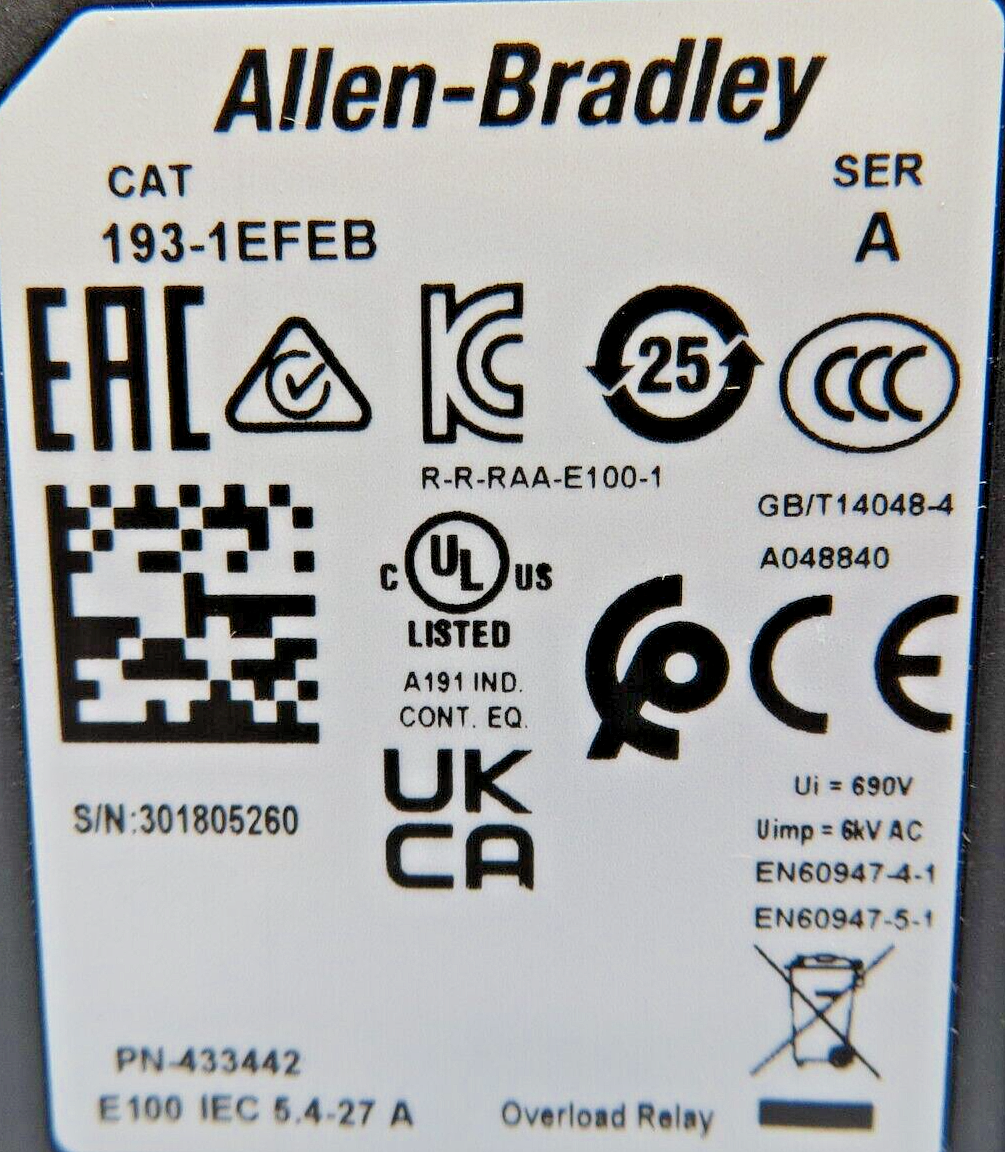 Allen-Bradley
CAT
SER
193-1EFEB
A
EAC
KC
25
CCC
R-R-RAA-E100-1
GB/T14048-4
A048840
C UL US
LISTED
A191 IND.
CONT. EQ.
CE
UK
CA
Ui = 690V
S/N:301805260
Uimp = 6kV AC
EN60947-4-1
EN60947-5-1
PN-433442
E100 IEC 5.4-27 A
Overload Relay